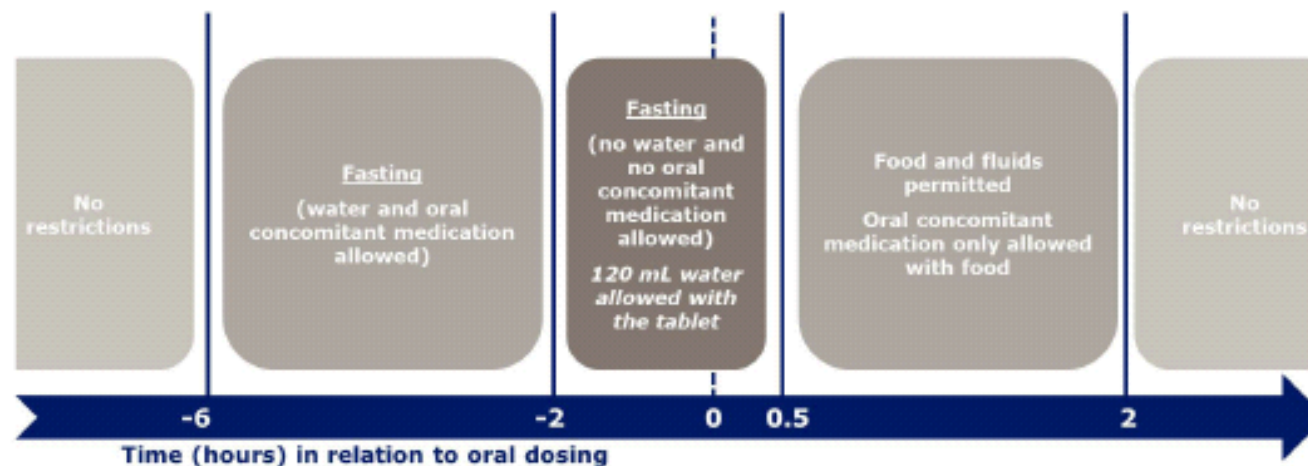 No
restrictions
Fasting
(water and oral
concomitant medication
allowed)
Fasting
(no water and
no oral
concomitant
medication
allowed)
120 mL water
allowed with
the tablet
Food and fluids
permitted
Oral concomitant
medication only allowed
with food
No
restrictions
-6 -2 0 0.5 2
Time (hours) in relation to oral dosing